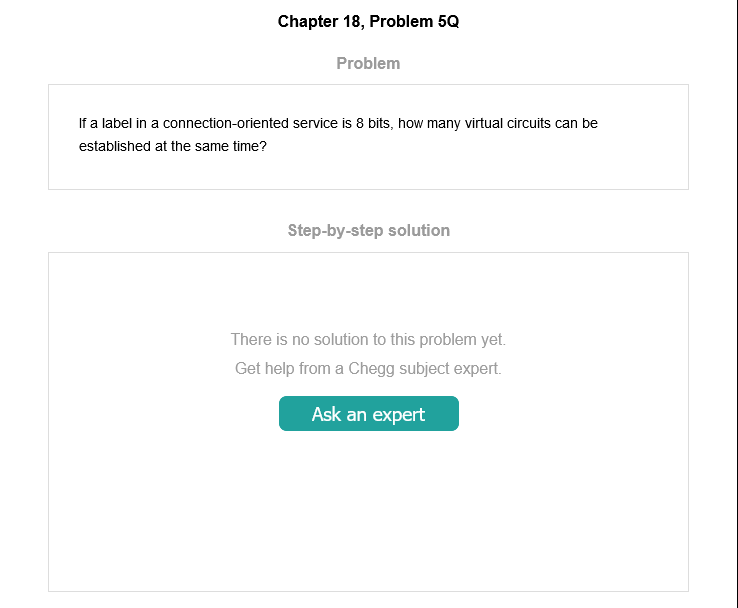 Chapter 18, Problem 5Q
Problem
If a label in a connection-oriented service is 8 bits, how many virtual circuits can be
established at the same time?
Step-by-step solution
There is no solution to this problem yet.
Get help from a Chegg subject expert.
Ask an expert